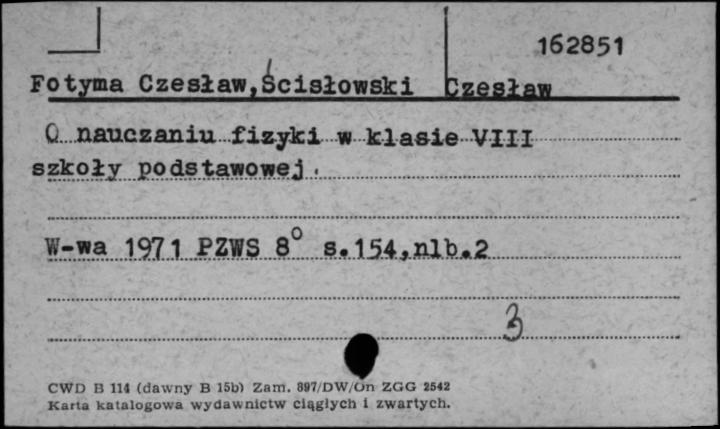 162851
Fotyma Czesław,Ścisłowski Czesław
O nauczaniu fizyki w klasie VIII
szkoły podstawowej.
W-wa 1971 PZWS 8° s.154,nlb.2
3
CWD B 114 (dawny B 15b) Zam. 897/DW/On ZGG 2542
Karta katalogowa wydawnictw ciągłych i zwartych.